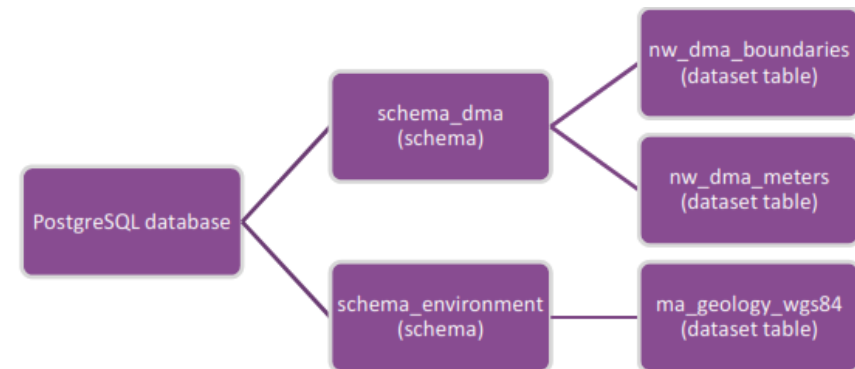 nw_dma_boundaries
(dataset table)
schema_dma
(schema)
nw_dma_meters
(dataset table)
PostgreSQL database
schema_environment
(schema)
ma_geology_wgs84
(dataset table)